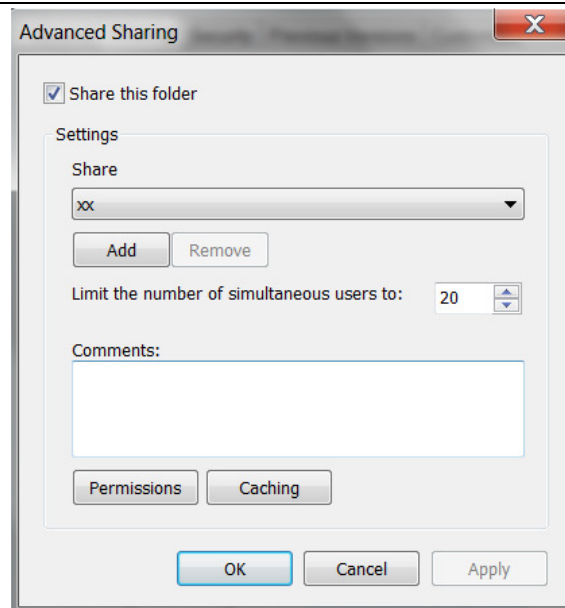 Advanced Sharing
Share this folder
Settings
Share
xx
Add Remove
Limit the number of simultaneous users to: 20
Comments:
Permissions Caching
OK Cancel Apply